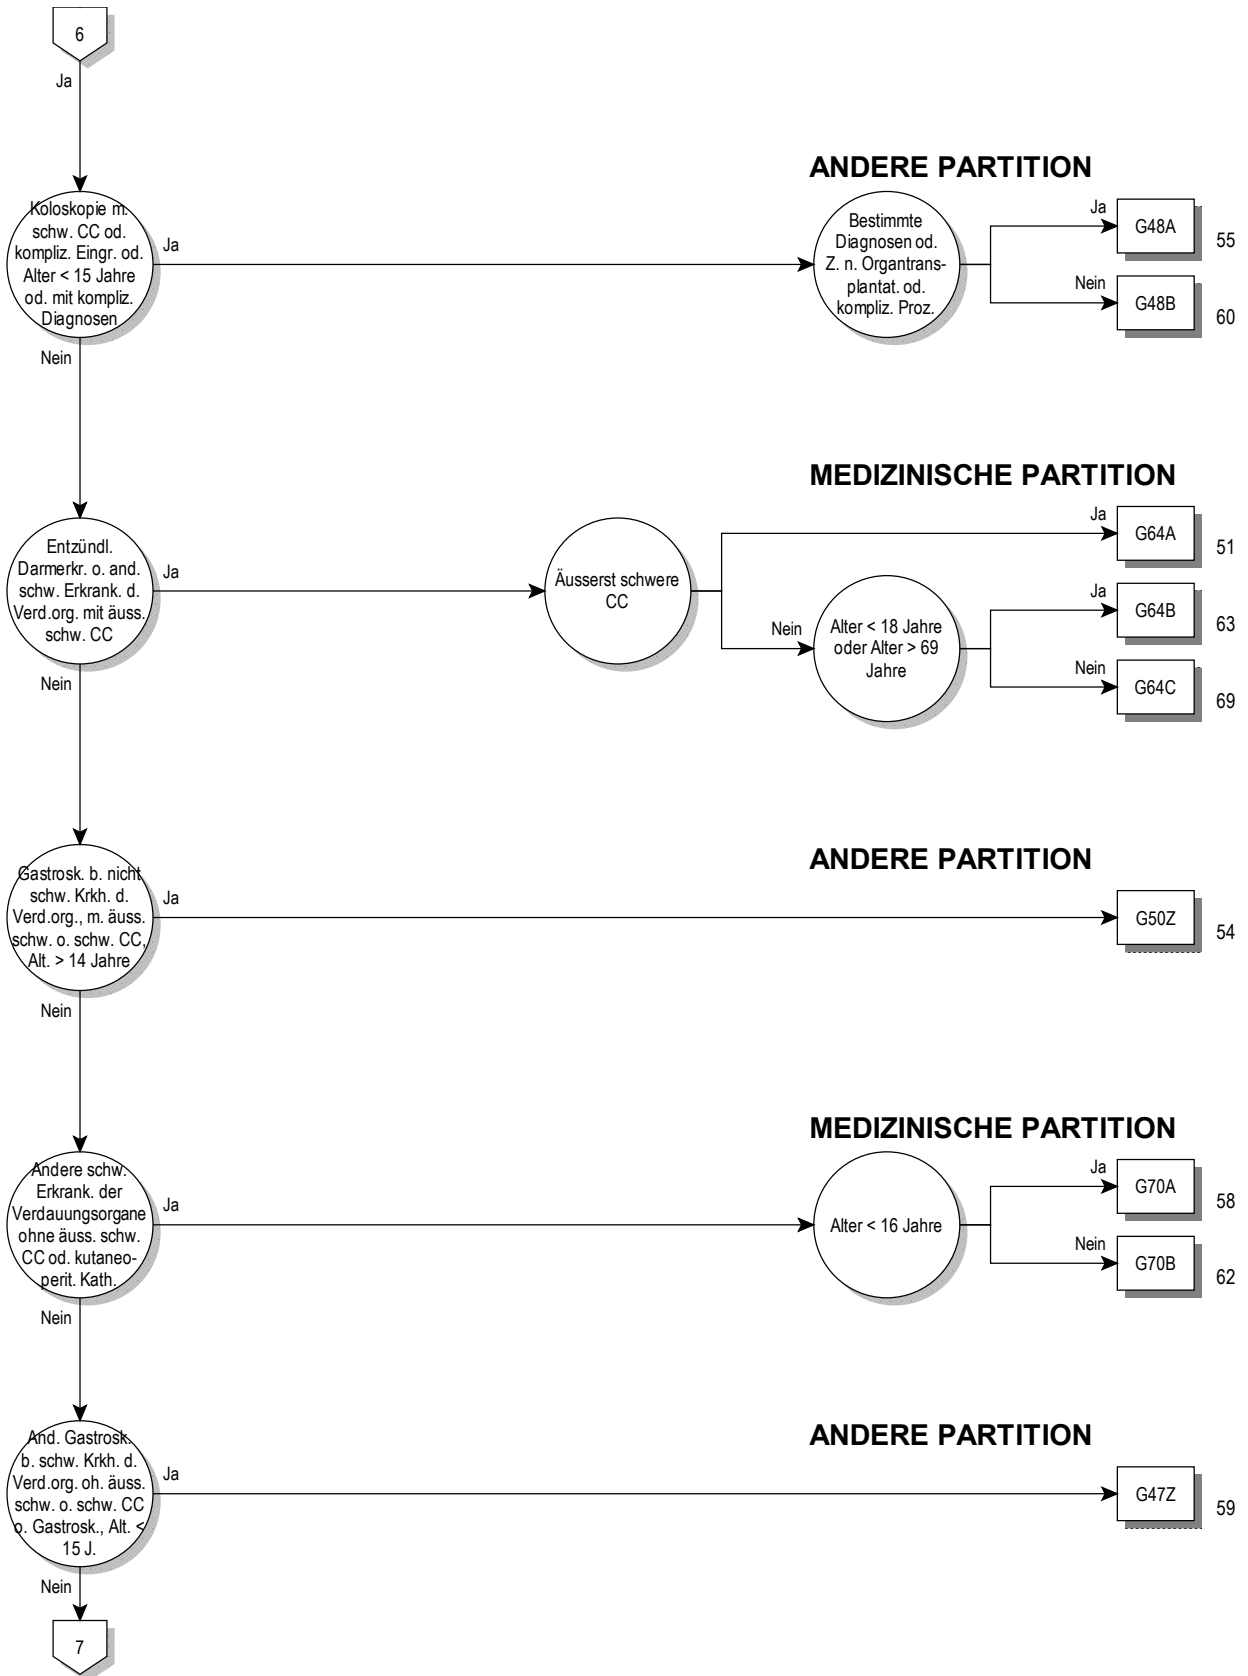 6
Ja
ANDERE PARTITION
Koloskopie m.
schw. CC od.
kompliz. Eingr. od.
Alter < 15 Jahre
od. mit kompliz.
Diagnosen
Ja
Bestimmte
Diagnosen od.
Z. n. Organtrans-
plantat. od.
kompliz. Proz.
Ja
G48A
55
Nein
G48B
60
Nein
MEDIZINISCHE PARTITION
Entzündl.
Darmerkr. o. and.
schw. Erkrank. d.
Verd.org. mit äuss.
schw. CC
Ja
Äusserst schwere
CC
Ja
G64A
51
Nein
Alter < 18 Jahre
oder Alter > 69
Jahre
Ja
G64B
63
Nein
G64C
69
Nein
ANDERE PARTITION
Gastrosk. b. nicht
schw. Krkh. d.
Verd.org., m. äuss.
schw. o. schw. CC,
Alt. > 14 Jahre
Ja
G50Z
54
Nein
MEDIZINISCHE PARTITION
Andere schw.
Erkrank. der
Verdauungsorgane
ohne äuss. schw.
CC od. kutaneo-
perit. Kath.
Ja
Alter < 16 Jahre
Ja
G70A
58
Nein
G70B
62
Nein
ANDERE PARTITION
And. Gastrosk.
b. schw. Krkh. d.
Verd.org. oh. äuss.
schw. o. schw. CC
o. Gastrosk., Alt. <
15 J.
Ja
G47Z
59
Nein
7